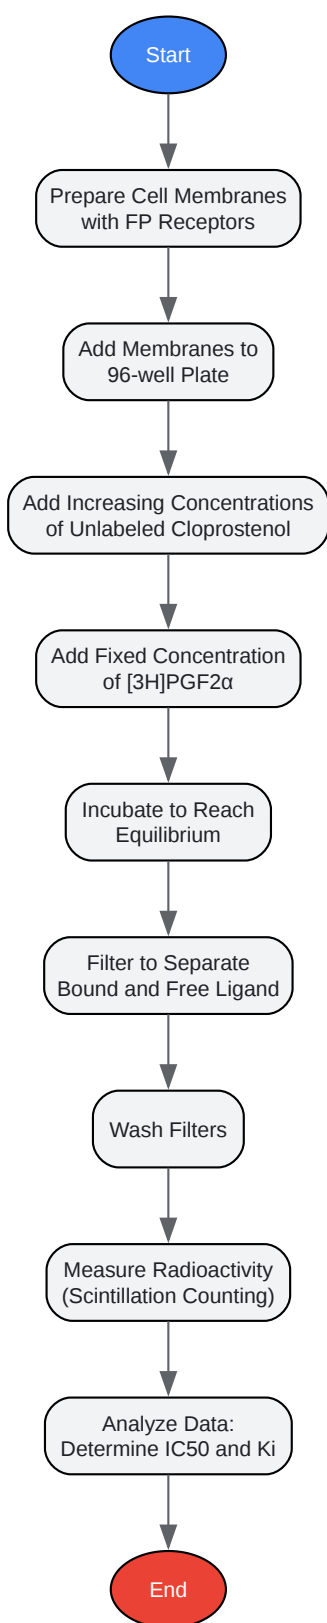 Start
Prepare Cell Membranes
with FP Receptors
Add Membranes to
96-well Plate
Add Increasing Concentrations
of Unlabeled Cloprostenol
Add Fixed Concentration
of [3H]PGF2α
Incubate to Reach
Equilibrium
Filter to Separate
Bound and Free Ligand
Wash Filters
Measure Radioactivity
(Scintillation Counting)
Analyze Data:
Determine IC50 and Ki
End